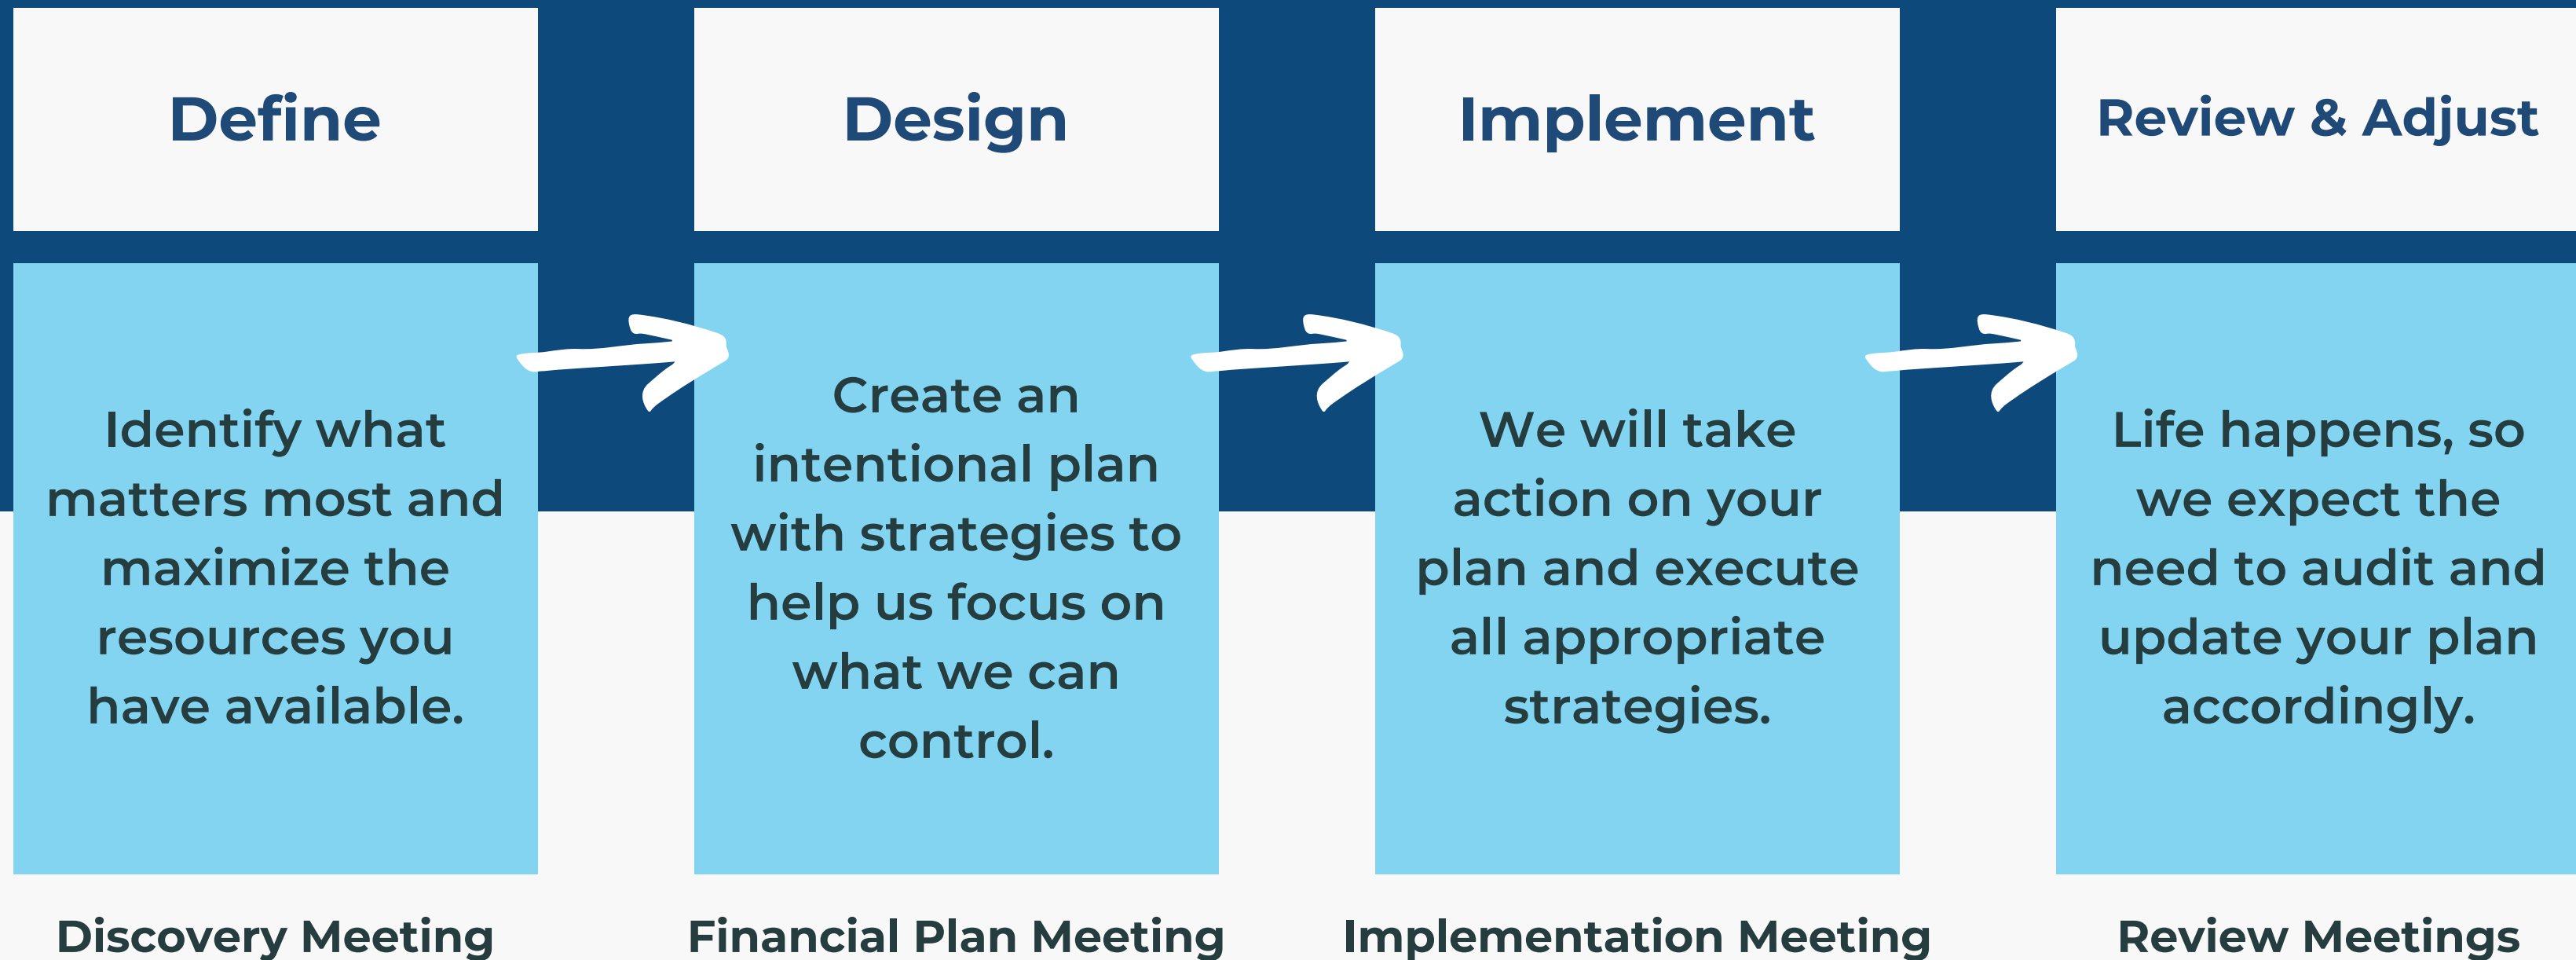 Define
Identify what
matters most and
maximize the
resources you
have available.
Discovery Meeting
Design
Create an
intentional plan
with strategies to
help us focus on
what we can
control.
Financial Plan Meeting
Implement
We will take
action on your
plan and execute
all appropriate
strategies.
Implementation Meeting
Review & Adjust
Life happens, so
we expect the
need to audit and
update your plan
accordingly.
Review Meetings